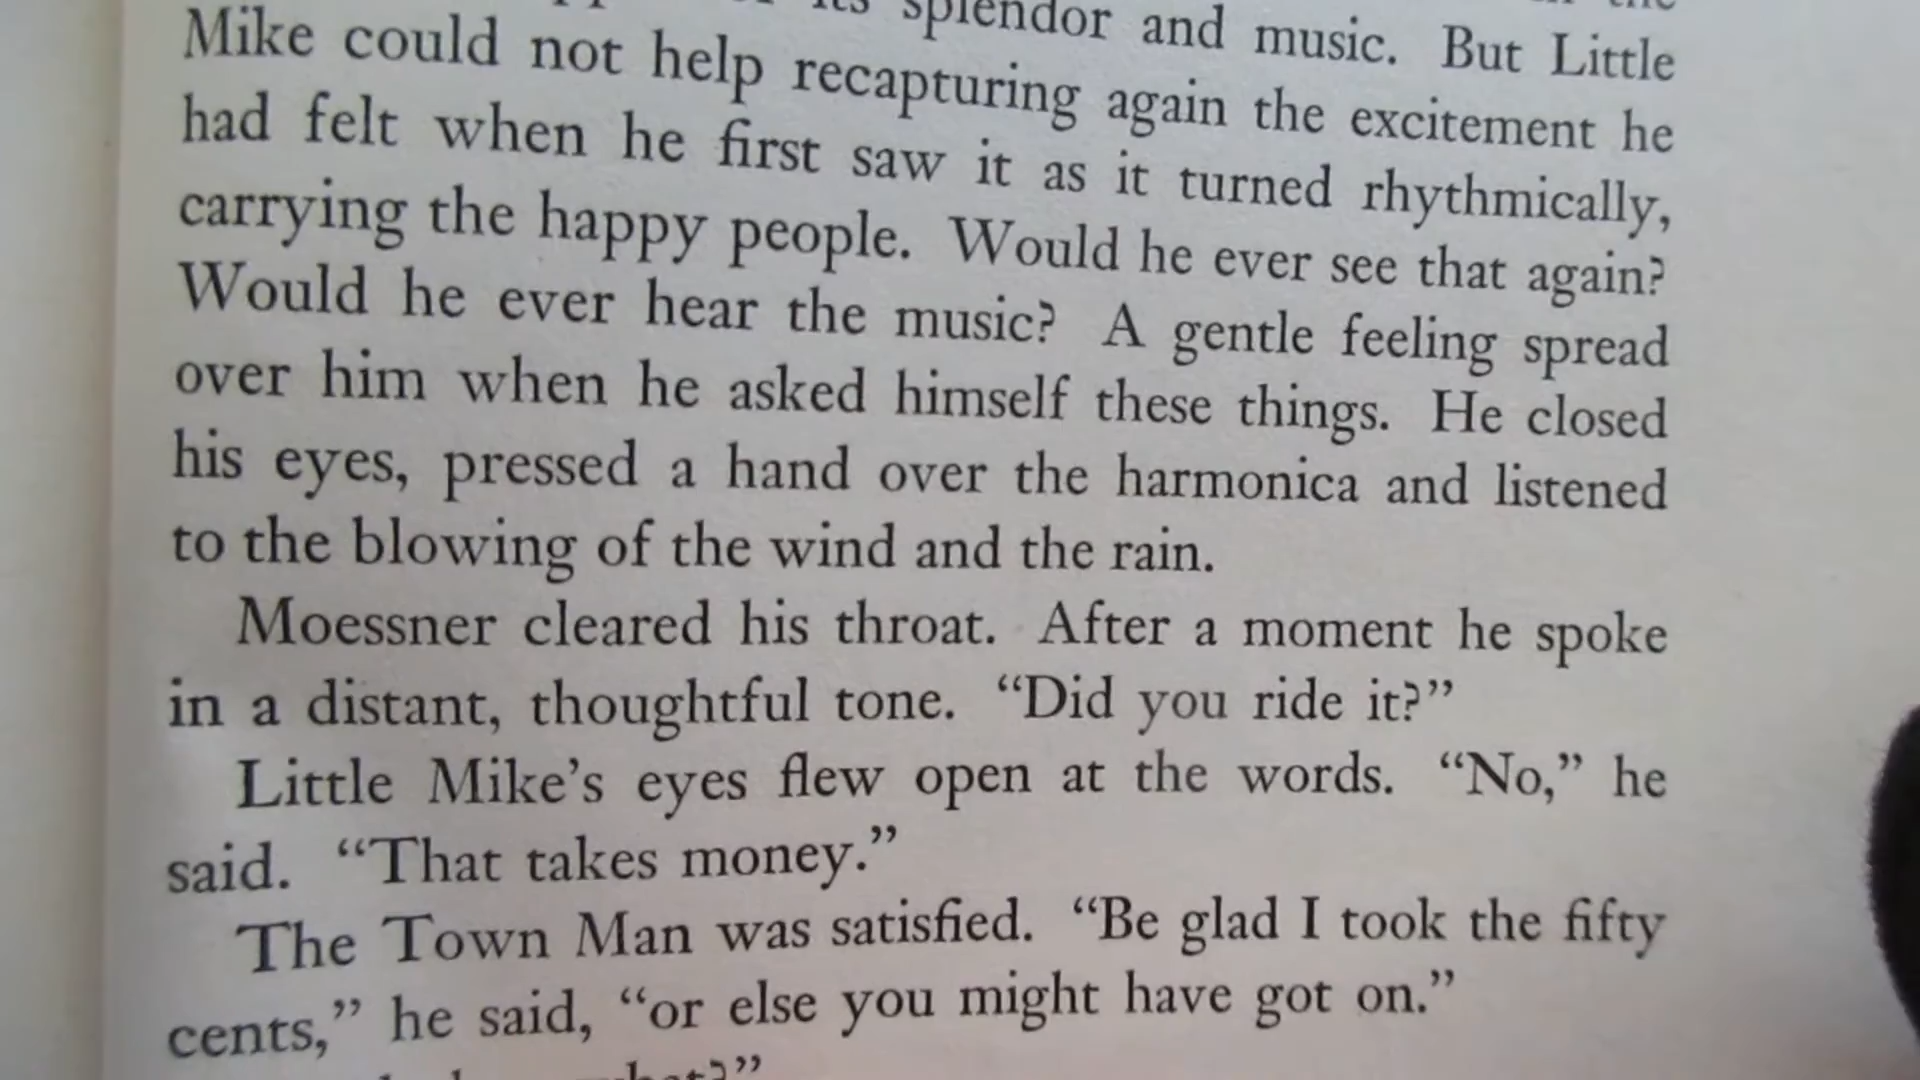 its splendor and music. But Little
Mike could not help recapturing again the excitement he
had felt when he first saw it as it turned rhythmically,
carrying the happy people. Would he ever see that again?
Would he ever hear the music? A gentle feeling spread
over him when he asked himself these things. He closed
his eyes, pressed a hand over the harmonica and listened
to the blowing of the wind and the rain.
Moessner cleared his throat. After a moment he spoke
in a distant, thoughtful tone. “Did you ride it?”
Little Mike’s eyes flew open at the words. “No,” he
said. “That takes money.”
The Town Man was satisfied. “Be glad I took the fifty
cents,” he said, “or else you might have got on.”